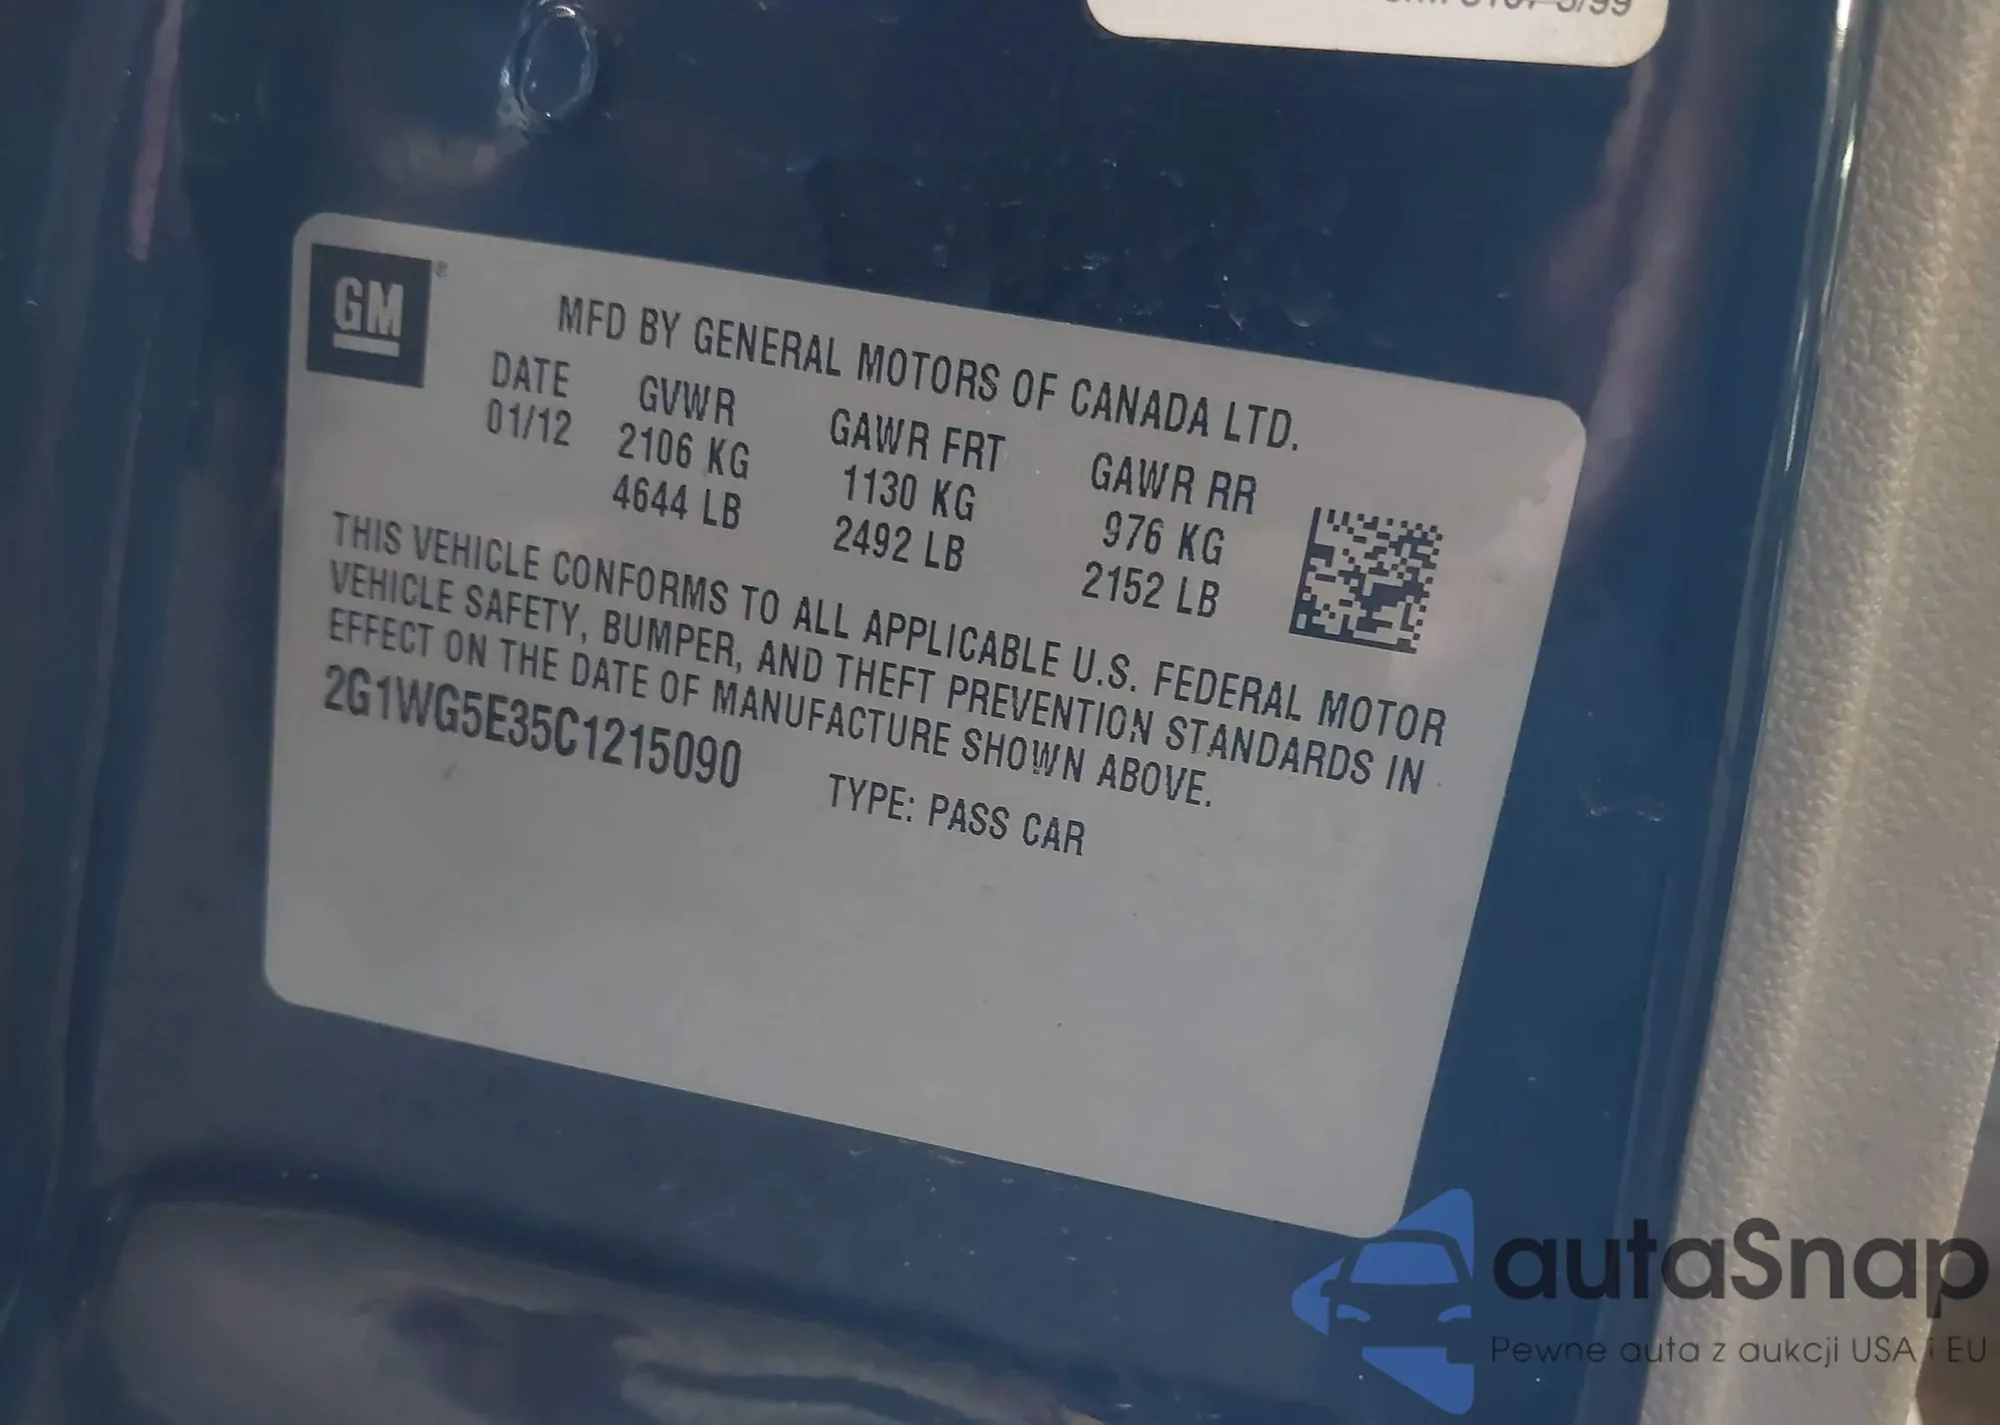 5/99
GM®
MFD BY GENERAL MOTORS OF CANADA LTD.
DATE GVWR GAWR FRT GAWR RR
01/12 2106 KG 1130 KG 976 KG
4644 LB 2492 LB 2152 LB
THIS VEHICLE CONFORMS TO ALL APPLICABLE U.S. FEDERAL MOTOR
VEHICLE SAFETY, BUMPER, AND THEFT PREVENTION STANDARDS IN
EFFECT ON THE DATE OF MANUFACTURE SHOWN ABOVE.
2G1WG5E35C1215090 TYPE: PASS CAR
autaSnap
Pewne auta z aukcji USA i EU